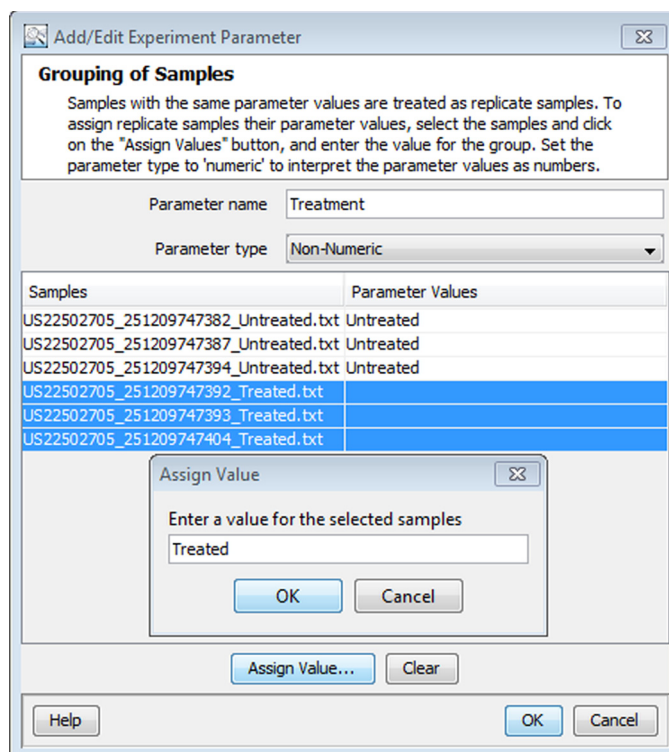 Add/Edit Experiment Parameter
Grouping of Samples
Samples with the same parameter values are treated as replicate samples. To
assign replicate samples their parameter values, select the samples and click
on the "Assign Values" button, and enter the value for the group. Set the
parameter type to 'numeric' to interpret the parameter values as numbers.
Parameter name Treatment
Parameter type Non-Numeric
Samples Parameter Values
US22502705_251209747382_Untreated.txt Untreated
US22502705_251209747387_Untreated.txt Untreated
US22502705_251209747394_Untreated.txt Untreated
US22502705_251209747392_Treated.txt
US22502705_251209747393_Treated.txt
US22502705_251209747404_Treated.txt
Assign Value
Enter a value for the selected samples
Treated
OK Cancel
Assign Value... Clear
Help OK Cancel